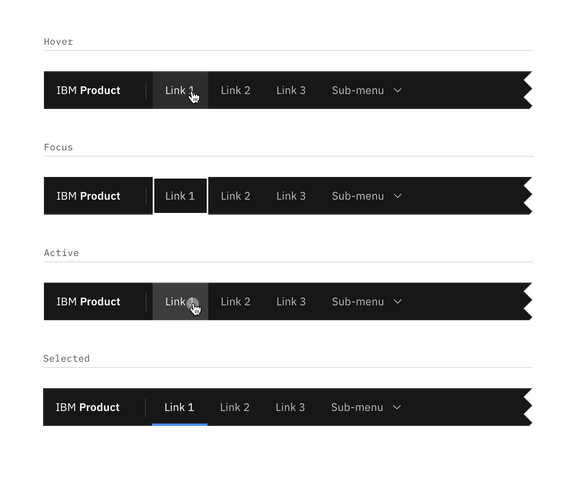 Hover
IBM Product Link 1 Link 2 Link 3 Sub-menu
Focus
IBM Product Link 1 Link 2 Link 3 Sub-menu
Active
IBM Product Link Link 2 Link 3 Sub-menu
Selected
IBM Product Link 1 Link 2 Link 3 Sub-menu